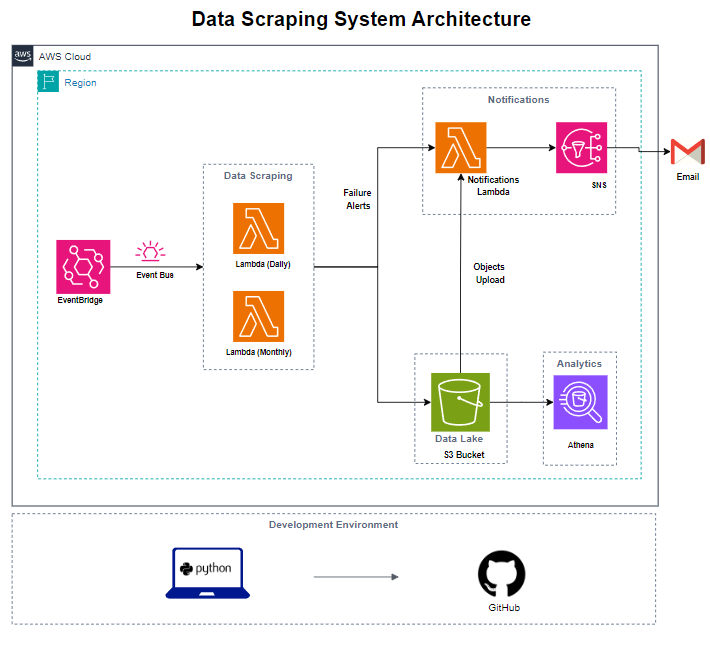 Data Scraping System Architecture
aws
AWS Cloud
Region
Notifications
Notifications
Lambda
SNS
Email
Data Scraping
Failure
Alerts
Lambda (Daily)
EventBridge
Event Bus
Objects
Upload
Lambda (Monthly)
Data Lake
S3 Bucket
Analytics
Athena
Development Environment
python
GitHub